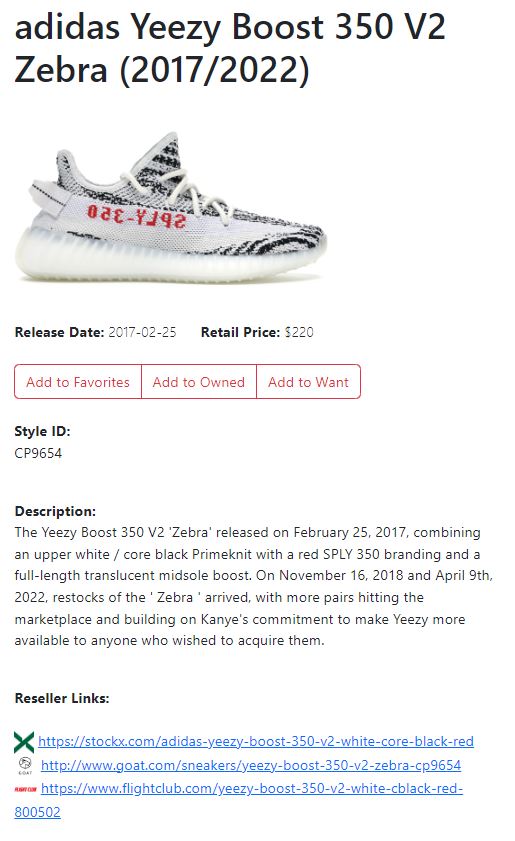 adidas Yeezy Boost 350 V2
Zebra (2017/2022)
SPLY-350
Release Date: 2017-02-25 Retail Price: $220
Add to Favorites Add to Owned Add to Want
Style ID:
CP9654
Description:
The Yeezy Boost 350 V2 'Zebra' released on February 25, 2017, combining
an upper white / core black Primeknit with a red SPLY 350 branding and a
full-length translucent midsole boost. On November 16, 2018 and April 9th,
2022, restocks of the ' Zebra ' arrived, with more pairs hitting the
marketplace and building on Kanye's commitment to make Yeezy more
available to anyone who wished to acquire them.
Reseller Links:
https://stockx.com/adidas-yeezy-boost-350-v2-white-core-black-red
GOAT http://www.goat.com/sneakers/yeezy-boost-350-v2-zebra-cp9654
FLIGHT CLUB https://www.flightclub.com/yeezy-boost-350-v2-white-cblack-red-
800502